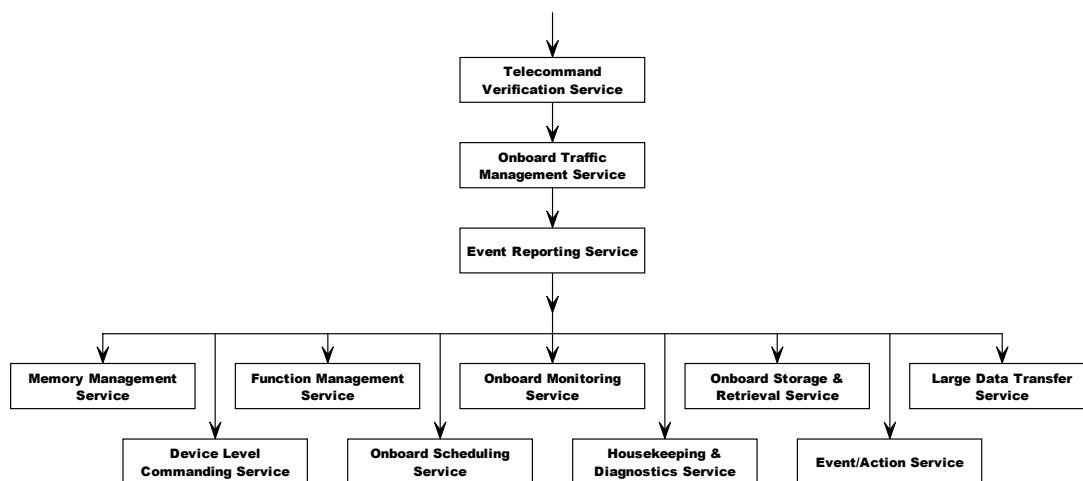 Telecommand
Verification Service
Onboard Traffic
Management Service
Event Reporting Service
Memory Management
Service
Function Management
Service
Onboard Monitoring
Service
Onboard Storage &
Retrieval Service
Large Data Transfer
Service
Device Level
Commanding Service
Onboard Scheduling
Service
Housekeeping &
Diagnostics Service
Event/Action Service